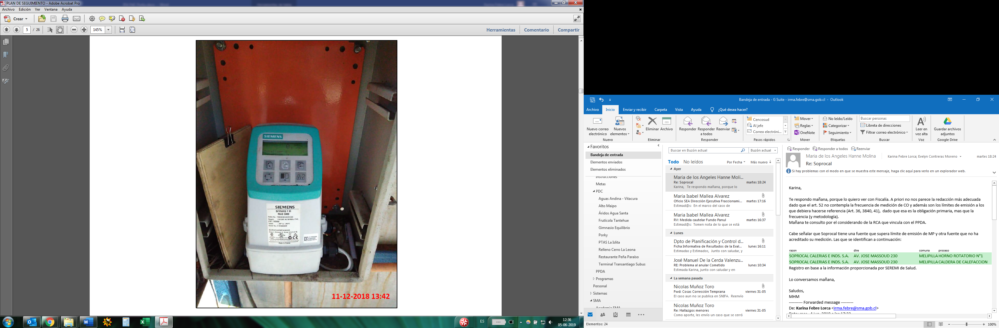 PLAN DE SEGUIMIENTO - Adobe Acrobat Pro
Archivo Edición Ver Ventana Ayuda
Crear
5 / 26
145%
Herramientas Comentario Compartir
SIEMENS
SIEMENS
SITRANS F M
MAG 5000
11-12-2018 13:42
ES
12:36
05-06-2019
Bandeja de entrada - G Suite - irma.febre@sma.gob.cl - Outlook
Archivo Inicio Enviar y recibir Carpeta Vista Ayuda ¿Qué desea hacer?
Nuevo correo electrónico
Nuevos elementos
Nuevo
Eliminar Archivo
Eliminar
Responder Responder a todos Reenviar
Responder
Cencosud
Al jefe
Correo electróni...
Pasos rápidos
Mover
Reglas
OneNote
Mover
No leído/Leído
Categorizar
Seguimiento
Etiquetas
Buscar personas
Libreta de direcciones
Filtrar correo electrónico
Buscar
Leer en voz alta
Voz
Guardar archivos adjuntos
Google Drive
Favoritos
Bandeja de entrada
Elementos enviados
Elementos eliminados
Instrucciones
Metas
PDC
Aguas Andina - Vitacura
Alto Maipo
Áridos Agua Santa
Frutícola Tantehue
Gimnasio Equilibrio
Porky
PTAS La Islita
Relleno Cerro La Leona
Restaurante Peña Paraíso
Terminal Transantiago Subus
PPDA
Programas
Personal
Sistemas
SMA
Academia SMA
Elementos: 24
Buscar en Buzón actual Buzón actual
Todo No leídos Por Fecha Más nuevo
Ayer
Maria de los Angeles Hanne Moli...
Re: Soprocal martes 18:24
Karina, Te respondo mañana, porque lo
Maria Isabel Mallea Alvarez
Oficio SEA Dirección Ejecutiva Fraccionami... martes 17:16
Estimad@s: En el marco del caso de
Maria Isabel Mallea Alvarez
RV: Medida cautelar Fundo Panul martes 16:37
Estimad@s: Tomen nota de lo que se está
Lunes
Dpto de Planificación y Control d...
Ficha Informativa de Resultados de la Eval... lunes 16:11
Estimadas y Estimados, Junto con saludar, y
José Manuel De la Cerda Valenzu...
RE: Problema al anular Cometido lunes 10:34
Estimada Karina, junto con saludar y en
La semana pasada
Nicolas Muñoz Toro
Fwd: Cosas Corrección Temprana viernes 31-05
El caso aun no se publica en SNIFA. Reenvío
Nicolas Muñoz Toro
Re: Hallazgos menores viernes 31-05
Como aporte, les envío un caso que se cerró
Responder Responder a todos Reenviar
Maria de los Angeles Hanne Molina Karina Febre Lorca; Evelyn Contreras Moreno martes 18:24
Re: Soprocal
Si hay problemas con el modo en que se muestra este mensaje, haga clic aquí para verlo en un explorador web.
Karina,
Te respondo mañana, porque lo quiero ver con Fiscalía. A priori no nos parece la redacción más adecuada
dado que el art. 52 no contempla la frecuencia de medición de CO y además son los límites de emisión a los
que debiera hacerse referencia (Art. 36, 3840, 41), dado que esa es la obligación primaria, mas que la
frecuencia (y metodología).
Mañana te consulto por el considerando de la RCA que vincula con el PPDA.
Cabe señalar que Soprocal tiene una fuente que supera límite de emisión de MP y otra fuente que no ha
acreditado su medición. Las que se identifican a continuación:
razon dire comuna proceso
SOPROCAL CALERIAS E INDS. S.A. AV. JOSE MASSOUD 230 MELIPILLA HORNO ROTATORIO N°1
SOPROCAL CALERIAS E INDS. S.A. AV. JOSE MASSOUD 230 MELIPILLA CALDERA DE CALEFACCION
Registro en base a la información proporcionada por SEREMI de Salud.
Lo conversamos mañana,
Saludos,
MHM
---------- Forwarded message ---------
De: Karina Febre Lorca <irma.febre@sma.gob.cl>
100%